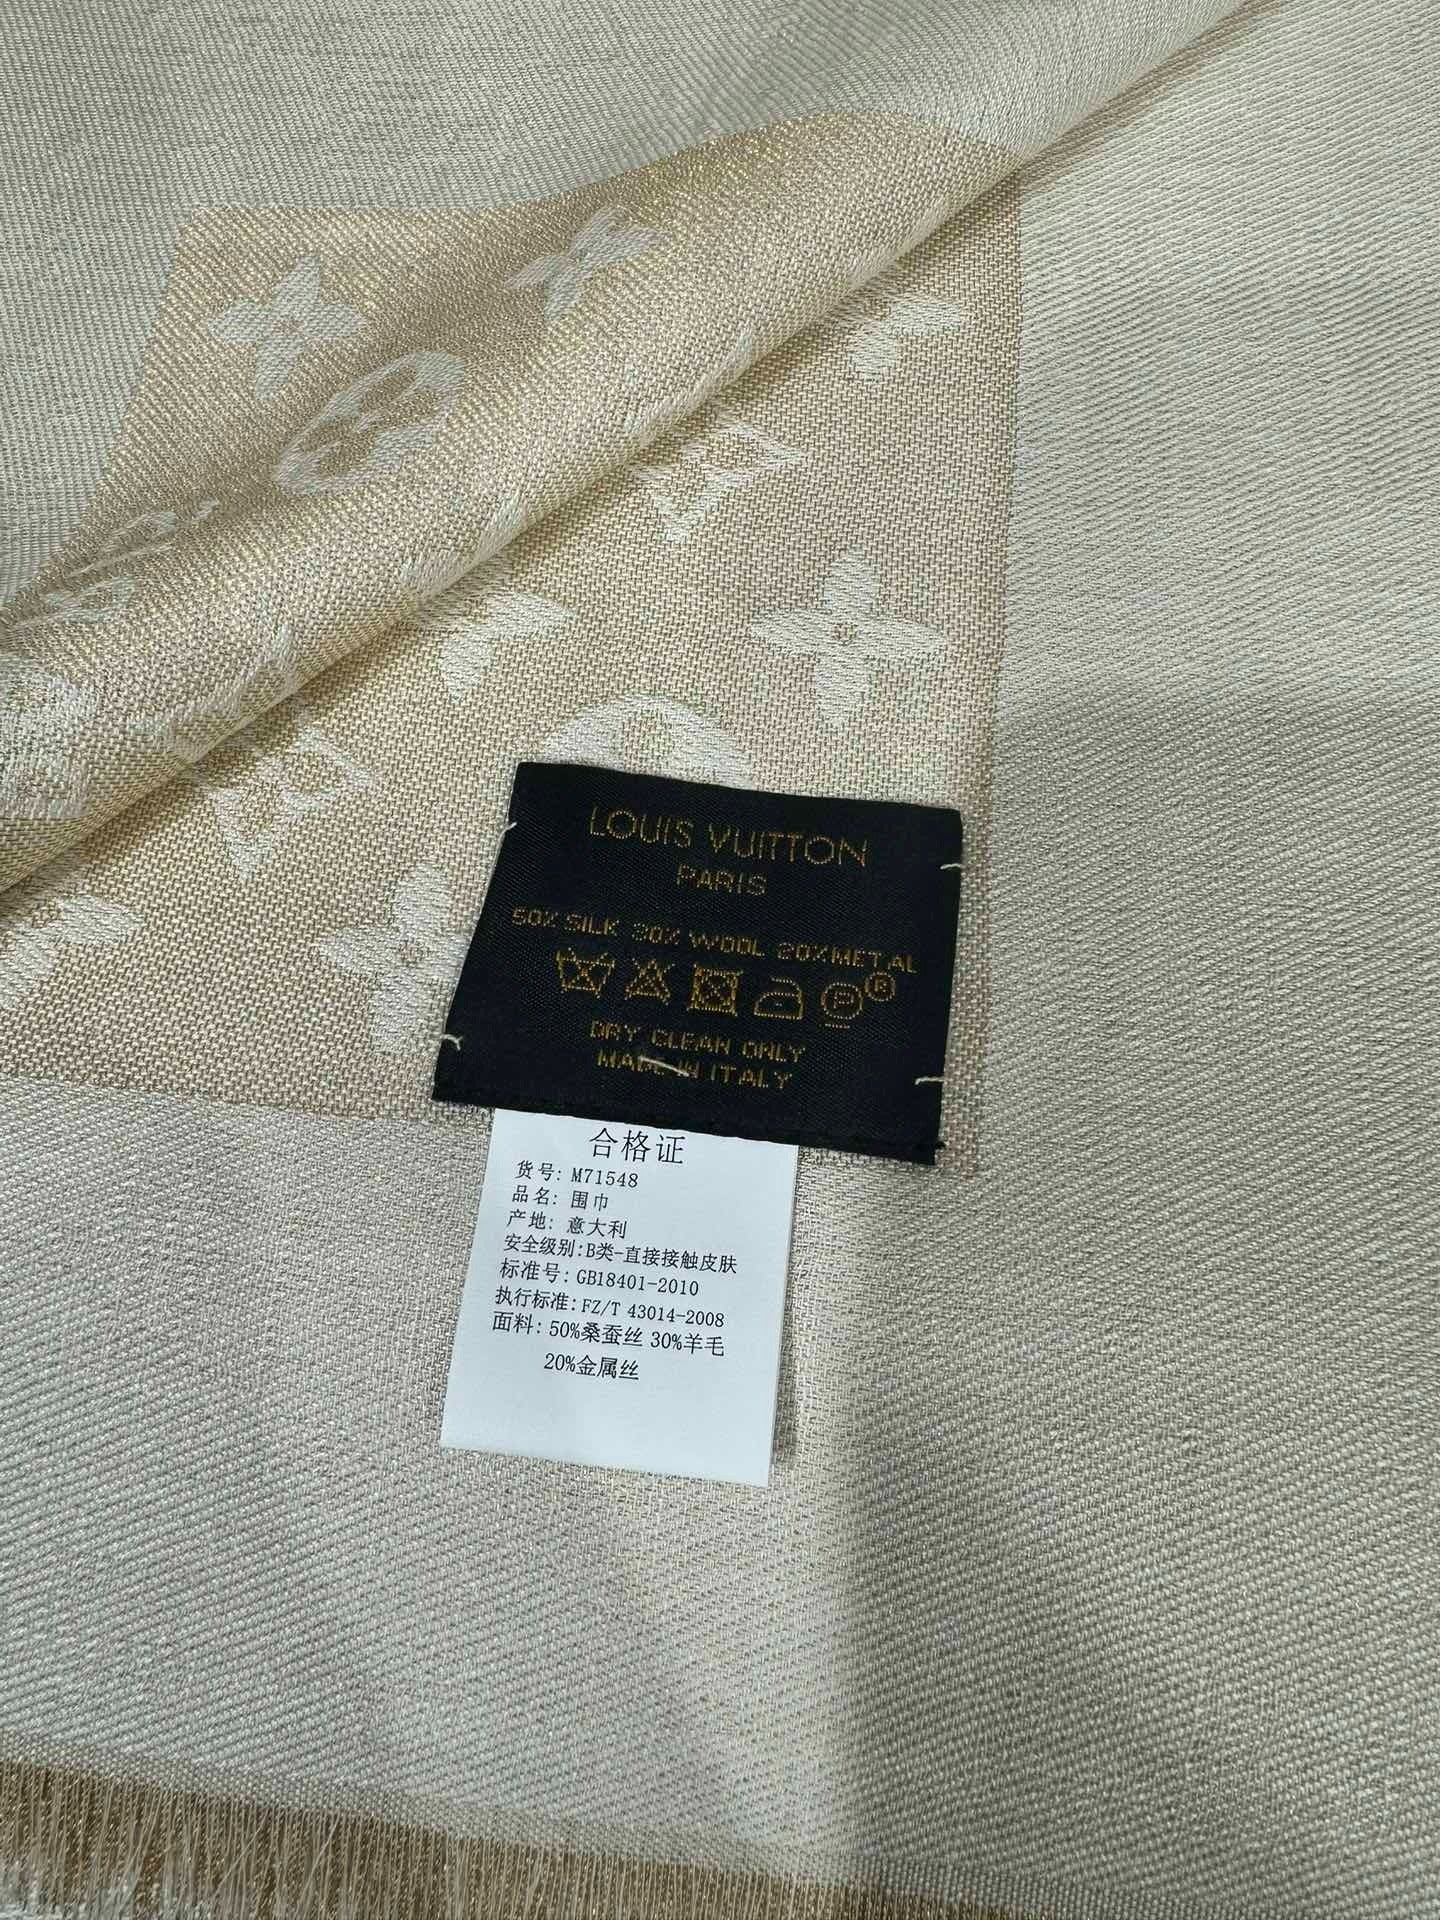 LOUIS VUITTON
PARIS
50% SILK 30% WOOL 20%METAL
P ®
DRY CLEAN ONLY
MADE IN ITALY
合格证
货号: M71548
品名: 围巾
产地: 意大利
安全级别:B类-直接接触皮肤
标准号:GB18401-2010
执行标准:FZ/T 43014-2008
面料: 50%桑蚕丝 30%羊毛
20%金属丝